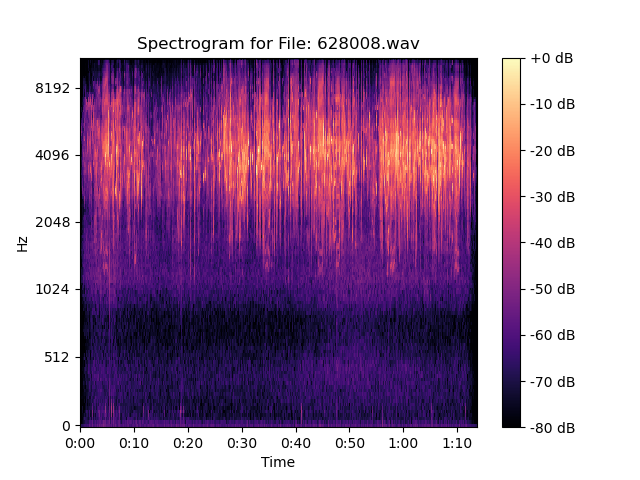 Spectrogram for File: 628008.wav
+0 dB
8192
-10 dB
4096
-20 dB
-30 dB
2048
Hz
-40 dB
1024
-50 dB
-60 dB
512
-70 dB
0
-80 dB
0:00 0:10 0:20 0:30 0:40 0:50 1:00 1:10
Time